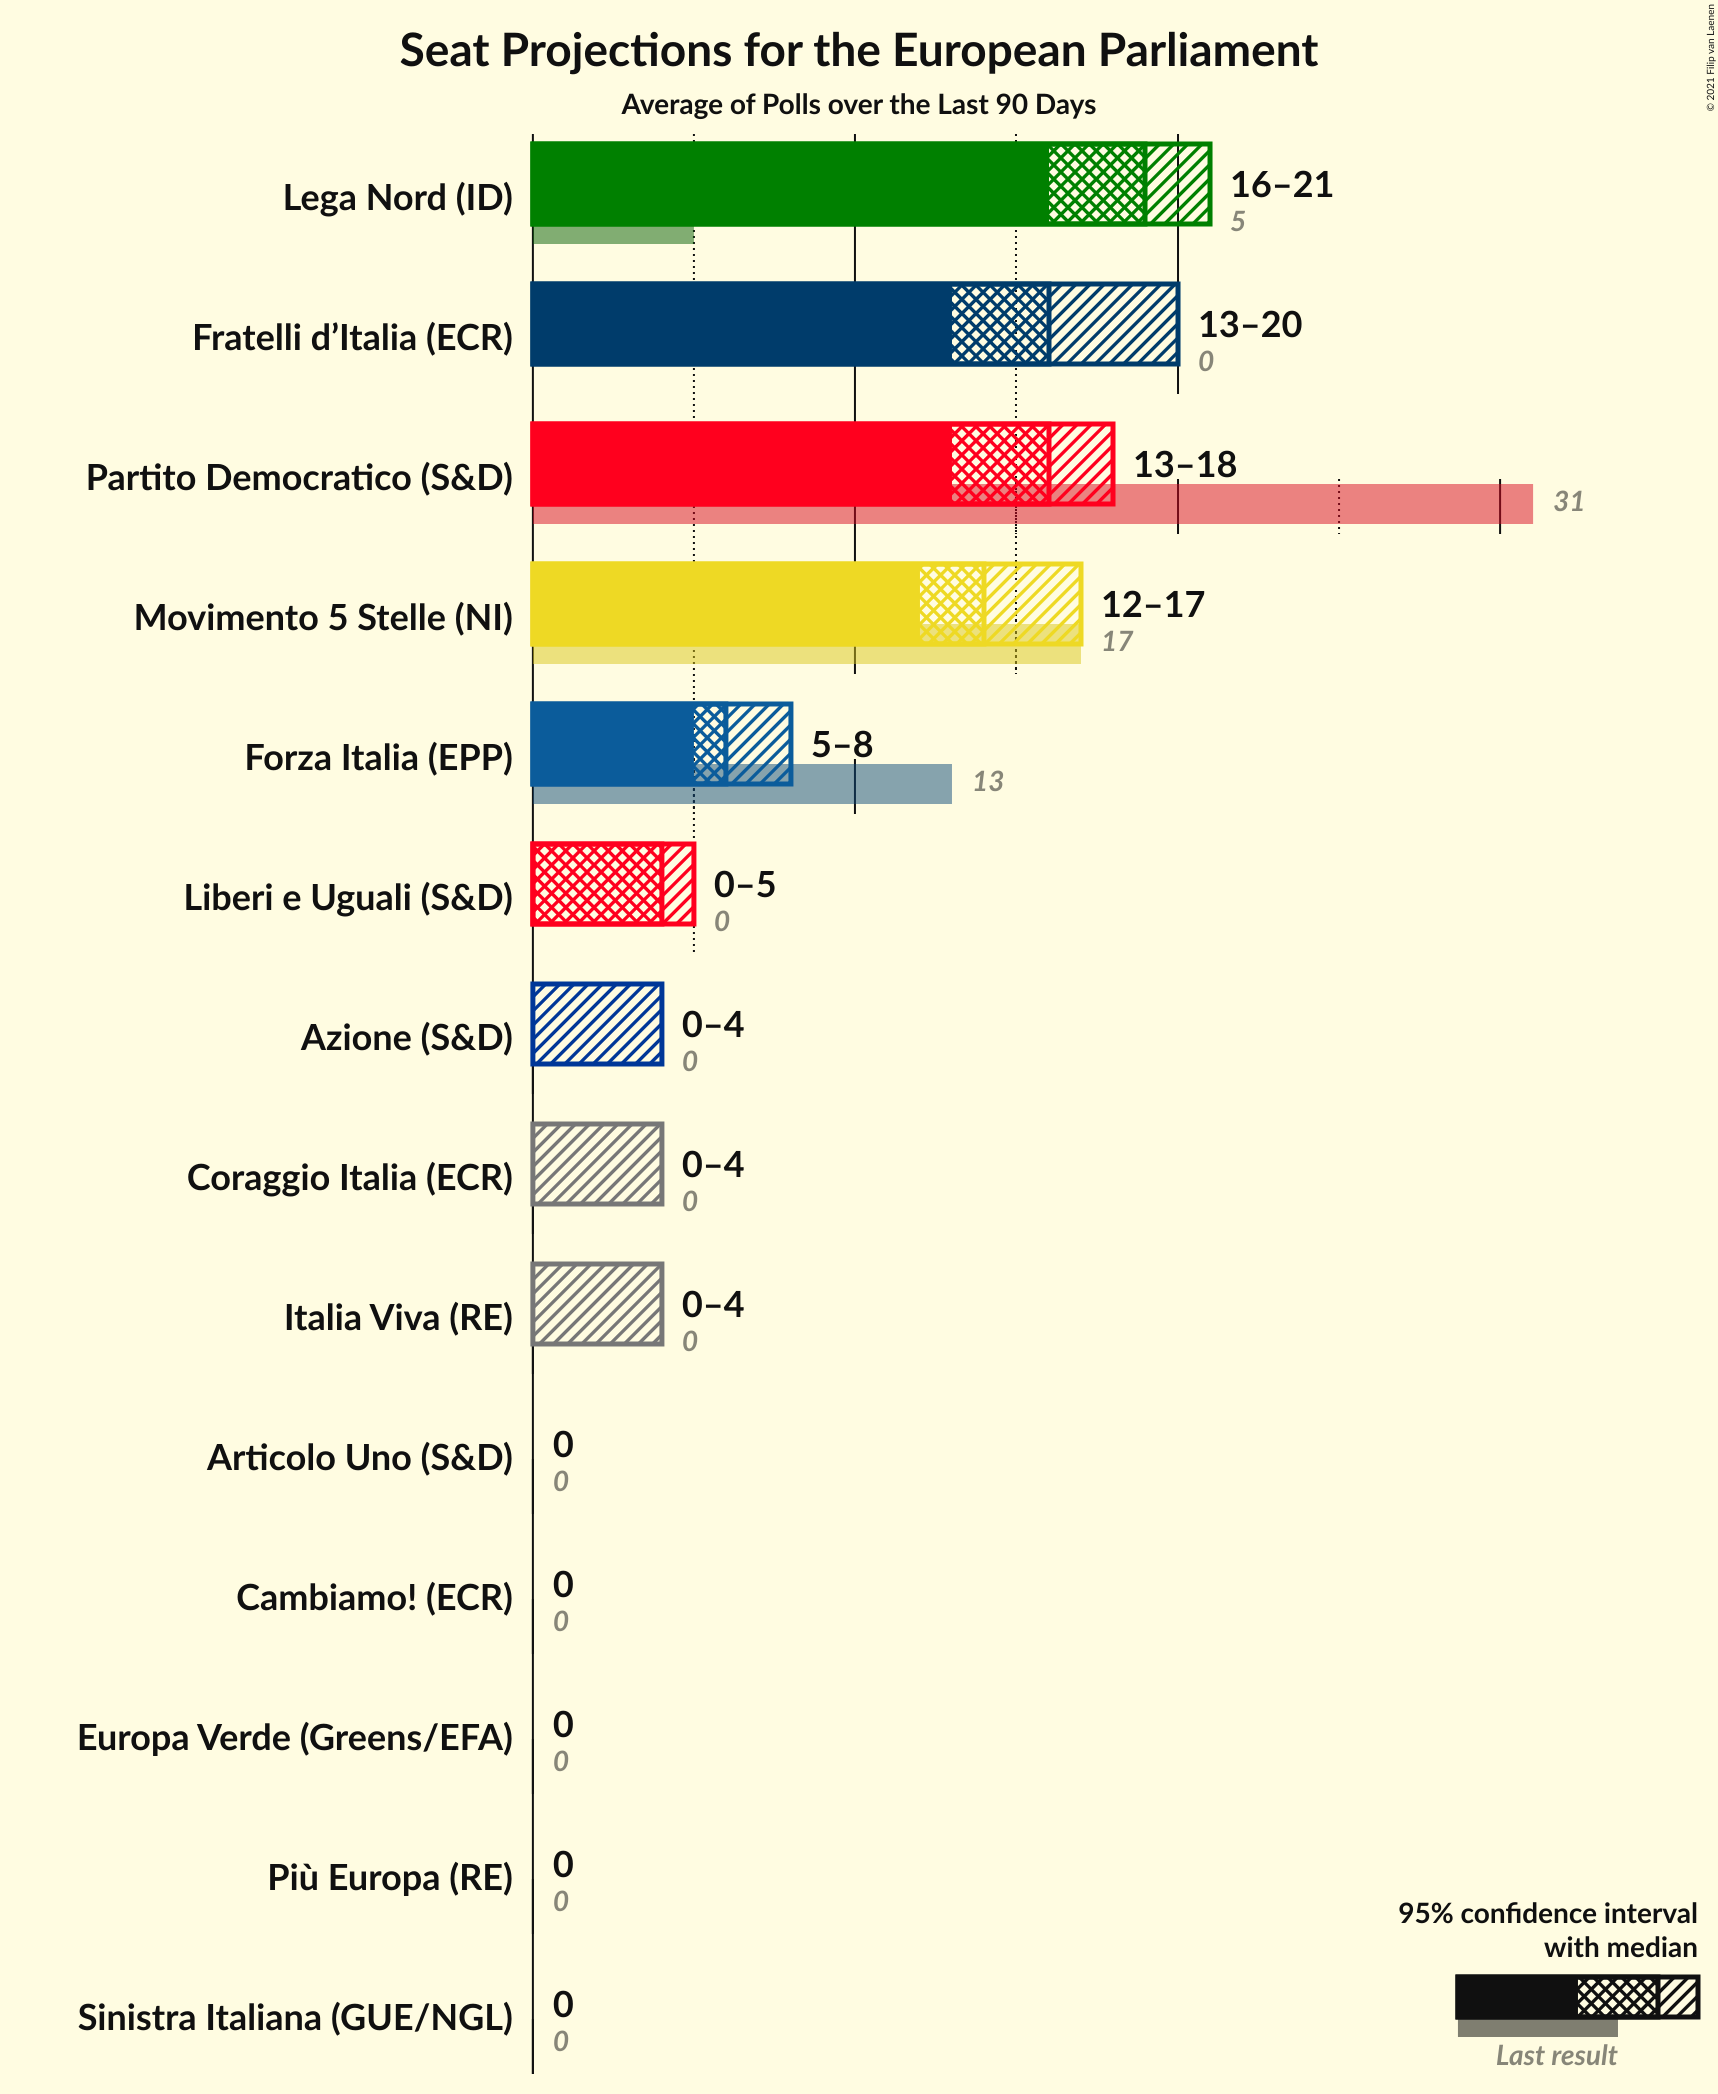 Seat Projections for the European Parliament
Average of Polls over the Last 90 Days
© 2021 Filip van Laenen
Lega Nord (ID)
16–21
5
Fratelli d’Italia (ECR)
13–20
0
Partito Democratico (S&D)
13–18
31
Movimento 5 Stelle (NI)
12–17
17
Forza Italia (EPP)
5–8
13
Liberi e Uguali (S&D)
0–5
0
Azione (S&D)
0–4
0
Coraggio Italia (ECR)
0–4
0
Italia Viva (RE)
0–4
0
Articolo Uno (S&D)
0
0
Cambiamo! (ECR)
0
0
Europa Verde (Greens/EFA)
0
0
Più Europa (RE)
0
0
Sinistra Italiana (GUE/NGL)
0
0
95% confidence interval
with median
Last result